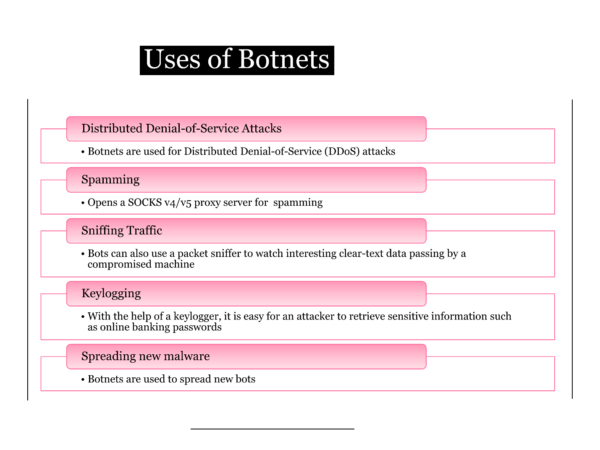 Uses of Botnets
Distributed Denial-of-Service Attacks
• Botnets are used for Distributed Denial-of-Service (DDoS) attacks
Spamming
• Opens a SOCKS v4/v5 proxy server for spamming
Sniffing Traffic
• Bots can also use a packet sniffer to watch interesting clear-text data passing by a
compromised machine
Keylogging
• With the help of a keylogger, it is easy for an attacker to retrieve sensitive information such
as online banking passwords
Spreading new malware
• Botnets are used to spread new bots